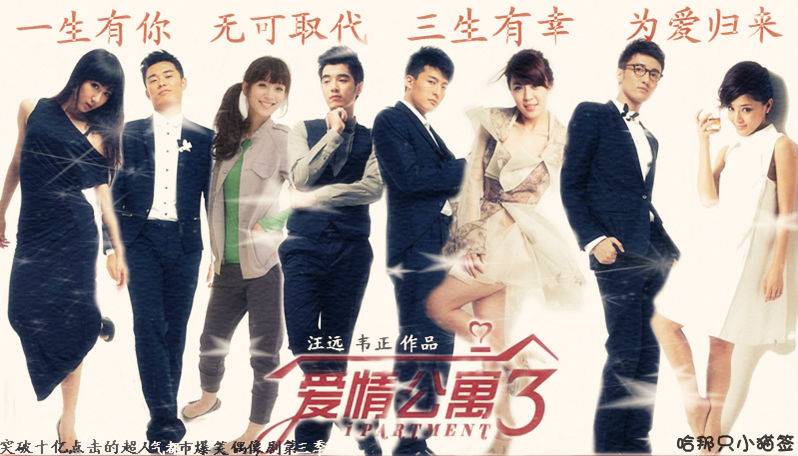 一生有你 无可取代 三生有幸 为爱归来
汪远 韦正 作品
爱情公寓3
IPARTMENT
突破十亿点击的超人气都市爆笑偶像剧第三季
哈那只小猫签